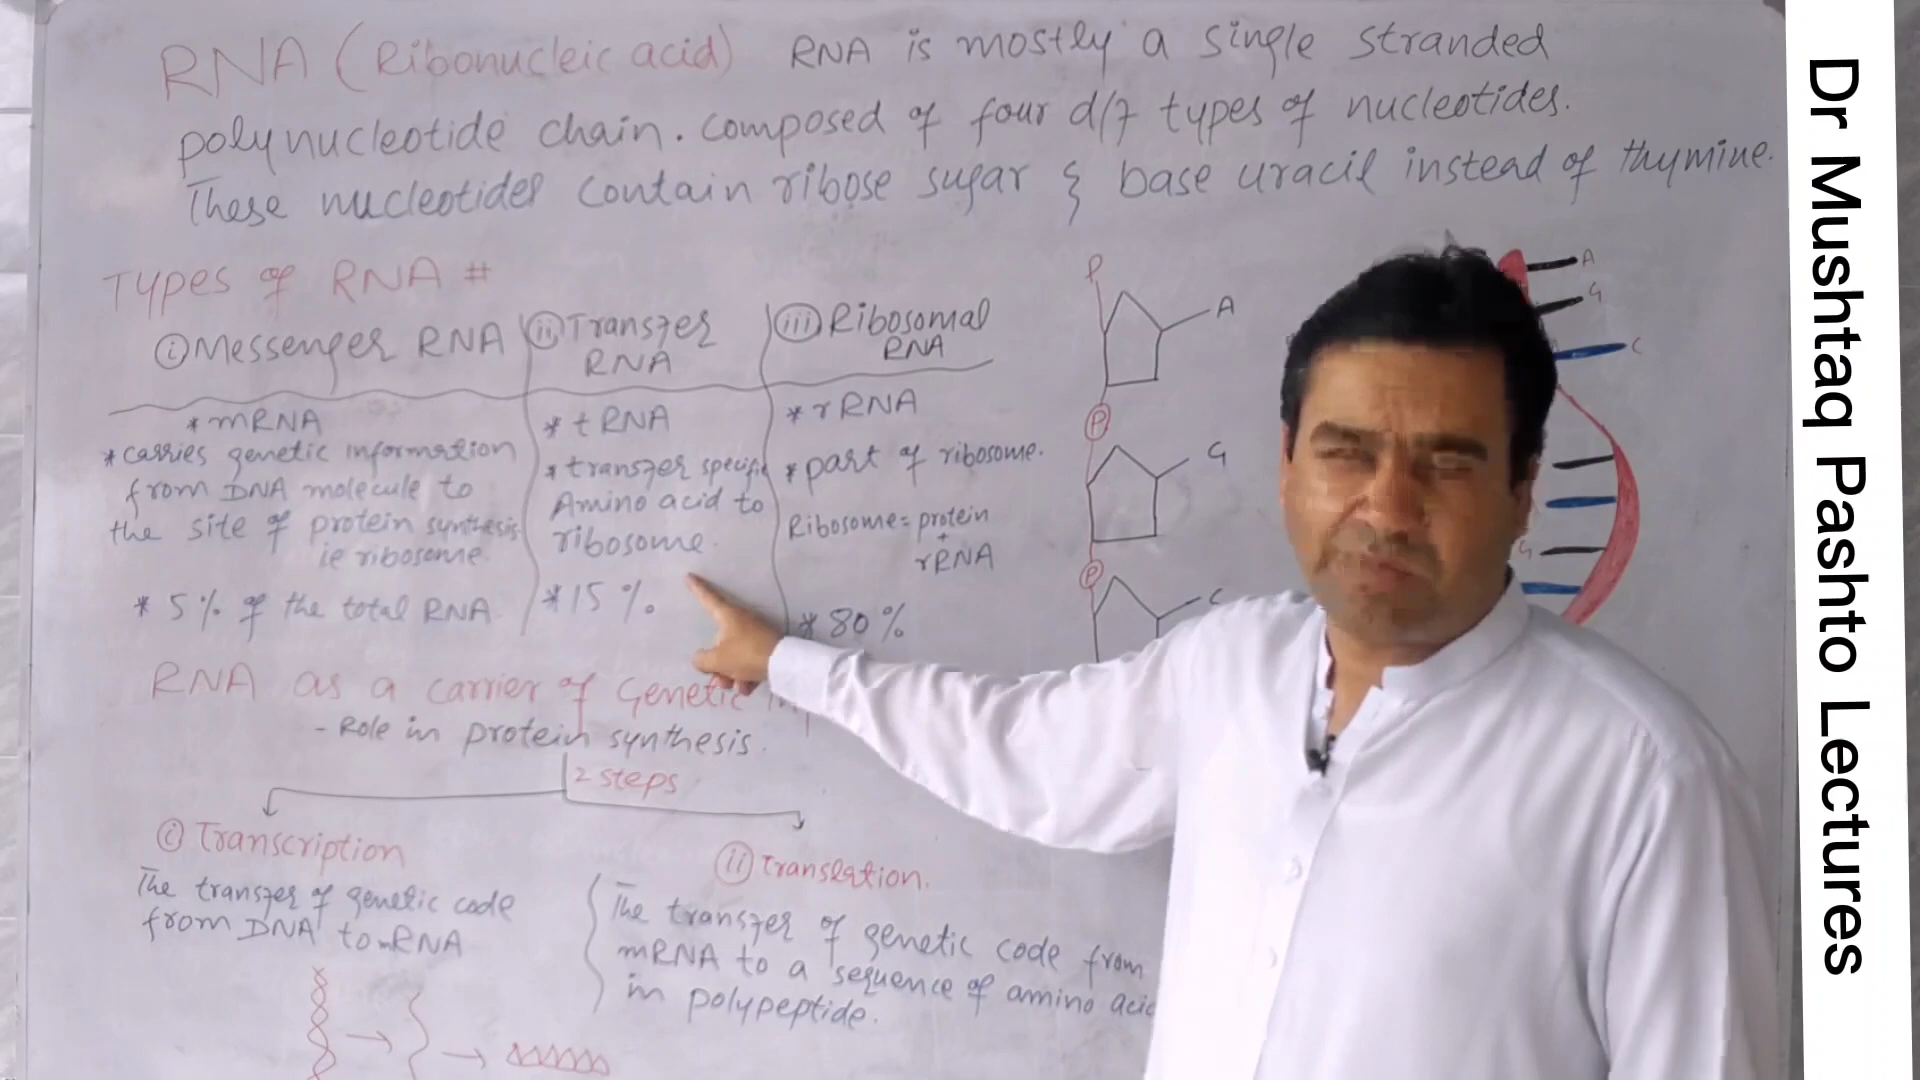 RNA (Ribonucleic acid) RNA is mostly a single stranded
polynucleotide chain. composed of four d/f types of nucleotides.
These nucleotides contain ribose sugar & base uracil instead of thymine.
Types of RNA #
(i) Messenger RNA
* mRNA
* carries genetic information
from DNA molecule to
the site of protein synthesis
ie ribosome.
* 5% of the total RNA.
(ii) Transfer
RNA
* tRNA
* transfer specific
Amino acid to
ribosome.
* 15%.
(iii) Ribosomal
RNA
* rRNA
* part of ribosome.
Ribosome = protein
+
rRNA
* 80%
P
A
P
G
P
C
A
G
C
G
RNA as a carrier of Genetic
- Role in protein synthesis.
2 steps
(i) Transcription
The transfer of genetic code
from DNA to mRNA
(ii) Translation.
The transfer of genetic code from
mRNA to a sequence of amino acid
in polypeptide.
Dr Mushtaq Pashto Lectures